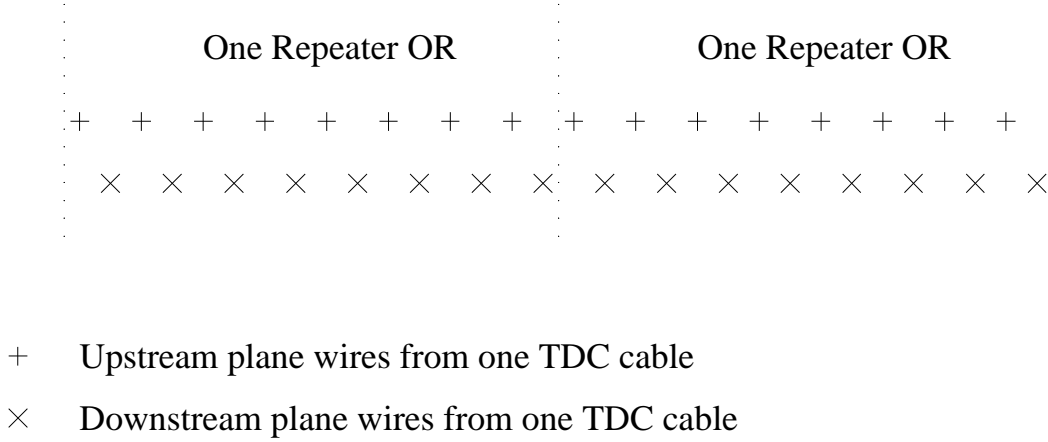 One Repeater OR One Repeater OR
+ Upstream plane wires from one TDC cable
× Downstream plane wires from one TDC cable